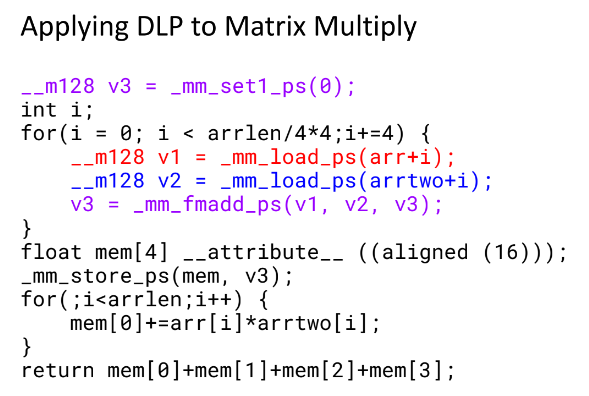 Applying DLP to Matrix Multiply
__m128 v3 = _mm_set1_ps(0);
int i;
for(i = 0; i < arrlen/4*4;i+=4) {
    __m128 v1 = _mm_load_ps(arr+i);
    __m128 v2 = _mm_load_ps(arrtwo+i);
    v3 = _mm_fmadd_ps(v1, v2, v3);
}
float mem[4] __attribute__ ((aligned (16)));
_mm_store_ps(mem, v3);
for(;i<arrlen;i++) {
    mem[0]+=arr[i]*arrtwo[i];
}
return mem[0]+mem[1]+mem[2]+mem[3];